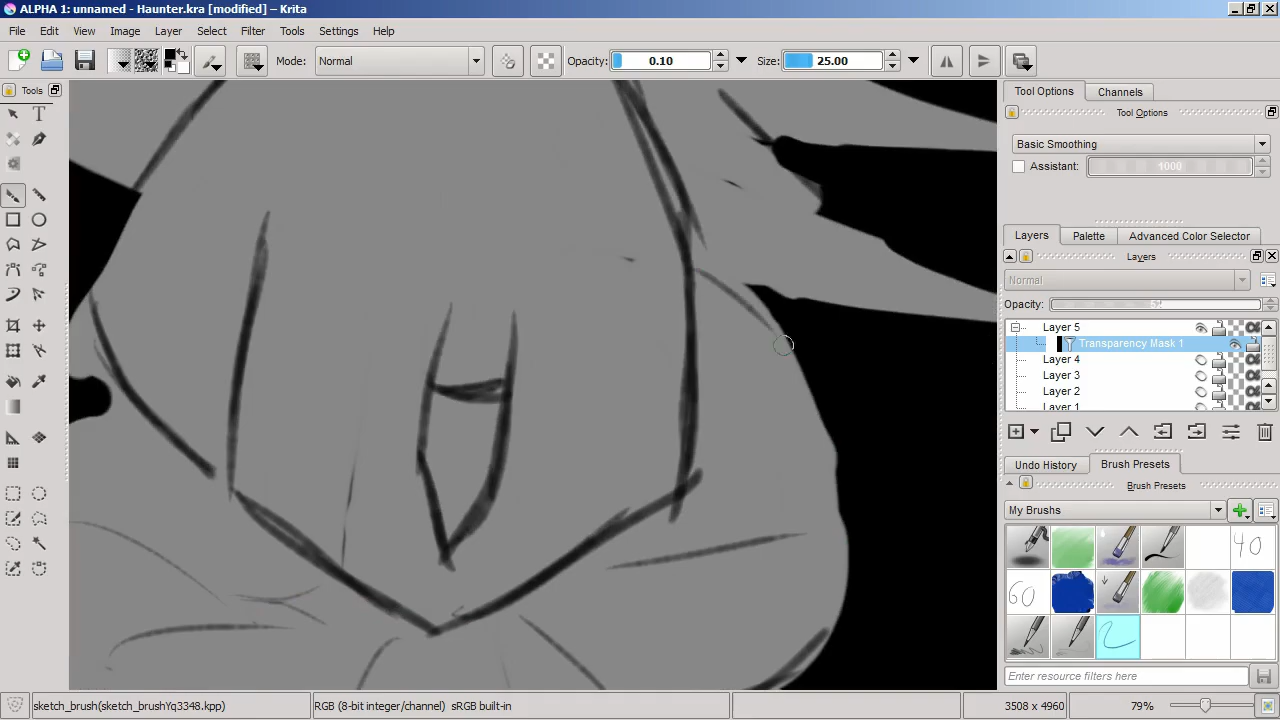 ALPHA 1: unnamed - Haunter.kra [modified] - Krita
File Edit View Image Layer Select Filter Tools Settings Help
Mode: Normal Opacity: 0.10 Size: 25.00
Tools
Tool Options Channels
Tool Options
Basic Smoothing
Assistant: 1000
Layers Palette Advanced Color Selector
Layers
Normal
Opacity:
Layer 5
Transparency Mask 1
Layer 4
Layer 3
Layer 2
Layer 1
Undo History Brush Presets
Brush Presets
My Brushes
40
60
Enter resource filters here
sketch_brush(sketch_brushYq3348.kpp) RGB (8-bit integer/channel) sRGB built-in 3508 x 4960 79%